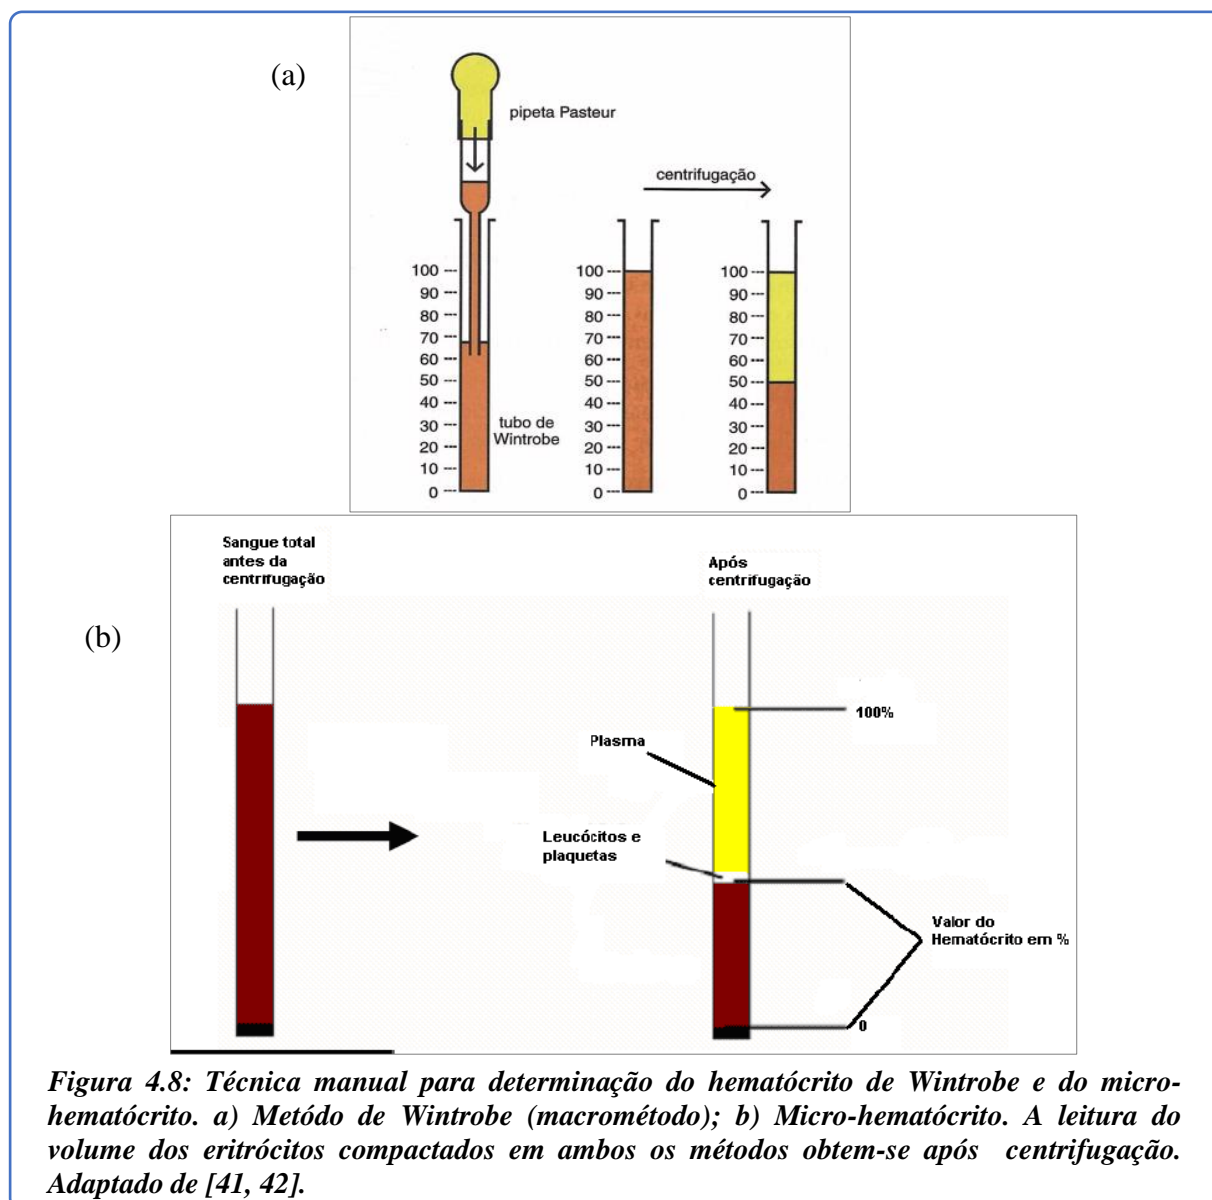 (a)
pipeta Pasteur
centrifugação
100 ---
90 ---
80 ---
70 ---
60 ---
50 ---
40 ---
30 ---
20 ---
10 ---
0 ---
tubo de
Wintrobe
100 ---
90 ---
80 ---
70 ---
60 ---
50 ---
40 ---
30 ---
20 ---
10 ---
0 ---
100 ---
90 ---
80 ---
70 ---
60 ---
50 ---
40 ---
30 ---
20 ---
10 ---
0 ---
(b)
Sangue total
antes da
centrifugação
Após
centrifugação
100%
Plasma
Leucócitos e
plaquetas
Valor do
Hematócrito em %
0
Figura 4.8: Técnica manual para determinação do hematócrito de Wintrobe e do micro-
hematócrito. a) Metódo de Wintrobe (macrométodo); b) Micro-hematócrito. A leitura do
volume dos eritrócitos compactados em ambos os métodos obtem-se após centrifugação.
Adaptado de [41, 42].